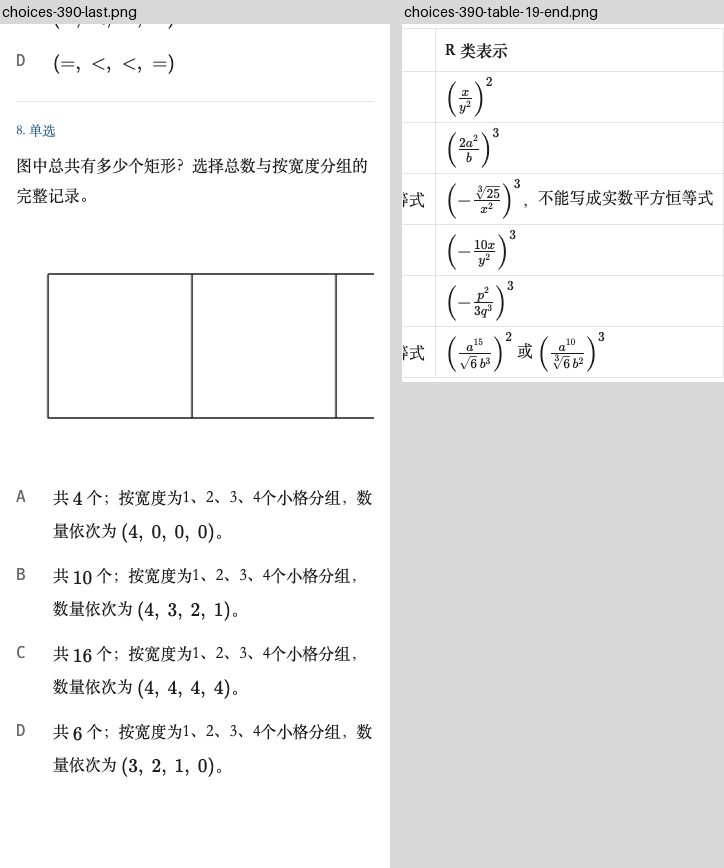 choices-390-last.png
D (=, <, <, =)
8. 单选
图中总共有多少个矩形？选择总数与按宽度分组的
完整记录。
A 共 4 个；按宽度为1、2、3、4个小格分组，数
量依次为 (4, 0, 0, 0)。
B 共 10 个；按宽度为1、2、3、4个小格分组，
数量依次为 (4, 3, 2, 1)。
C 共 16 个；按宽度为1、2、3、4个小格分组，
数量依次为 (4, 4, 4, 4)。
D 共 6 个；按宽度为1、2、3、4个小格分组，数
量依次为 (3, 2, 1, 0)。
choices-390-table-19-end.png
R 类表示
(x/y²)²
(2a²/b)³
等式 (−∛25/x²)³，不能写成实数平方恒等式
(−10x/y²)³
(−p²/3q³)³
等式 (a¹⁵/√6 b³)² 或 (a¹⁰/∛6 b²)³